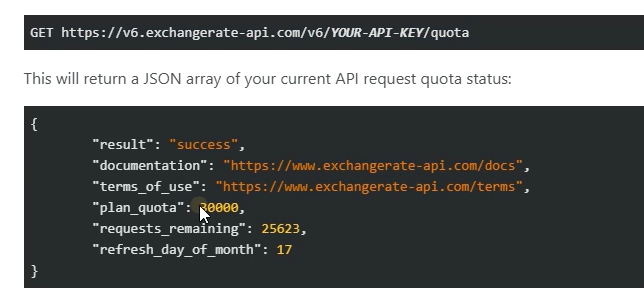 GET https://v6.exchangerate-api.com/v6/YOUR-API-KEY/quota
This will return a JSON array of your current API request quota status:
{
"result": "success",
"documentation": "https://www.exchangerate-api.com/docs",
"terms_of_use": "https://www.exchangerate-api.com/terms",
"plan_quota": 30000,
"requests_remaining": 25623,
"refresh_day_of_month": 17
}